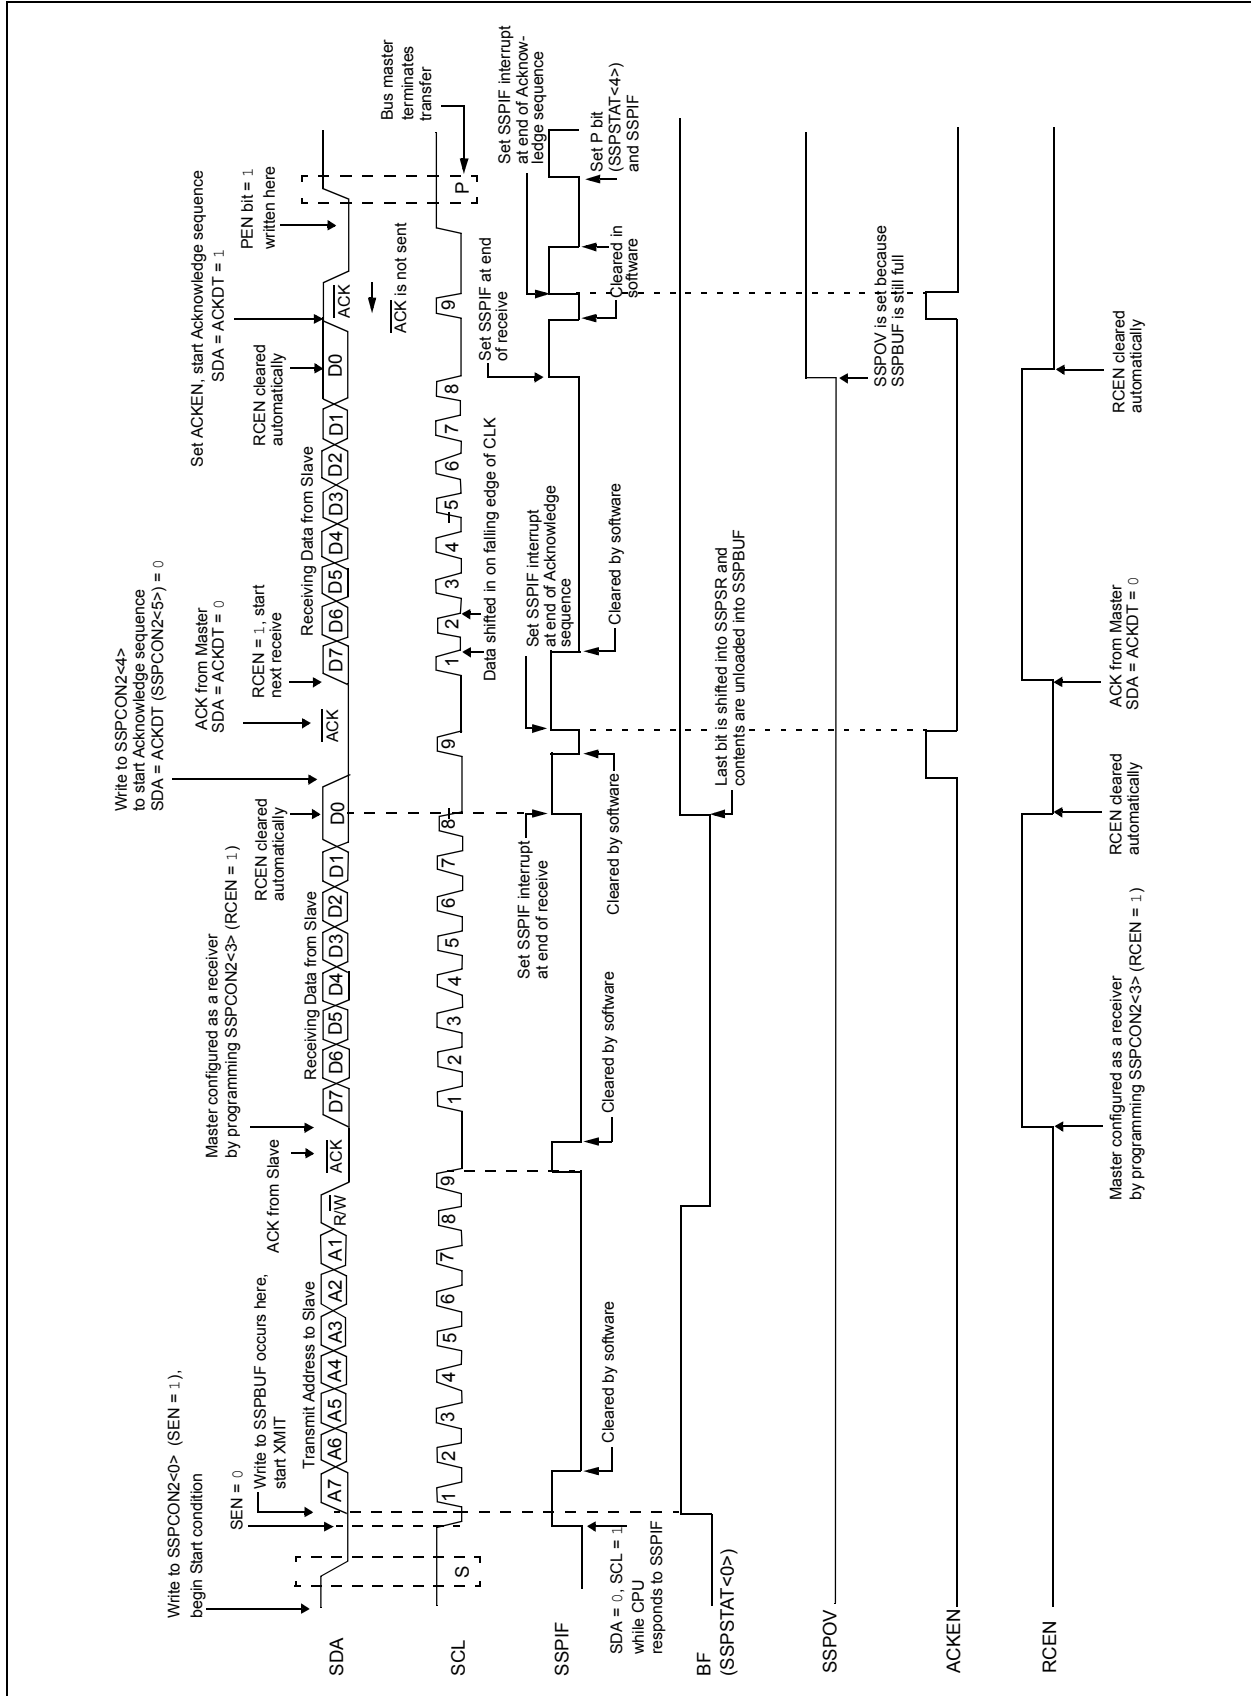 Write to SSPCON2<0> (SEN = 1),
begin Start condition
SEN = 0
Write to SSPBUF occurs here,
start XMIT
ACK from Slave
Master configured as a receiver
by programming SSPCON2<3> (RCEN = 1)
RCEN cleared
automatically
Write to SSPCON2<4>
to start Acknowledge sequence
SDA = ACKDT (SSPCON2<5>) = 0
ACK from Master
SDA = ACKDT = 0
RCEN = 1, start
next receive
Set ACKEN, start Acknowledge sequence
SDA = ACKDT = 1
RCEN cleared
automatically
PEN bit = 1
written here
Transmit Address to Slave
Receiving Data from Slave
Receiving Data from Slave
SDA
A7 A6 A5 A4 A3 A2 A1 R/W ACK D7 D6 D5 D4 D3 D2 D1 D0 ACK D7 D6 D5 D4 D3 D2 D1 D0 ACK
ACK is not sent
Bus master
terminates
transfer
SCL
S 1 2 3 4 5 6 7 8 9 1 2 3 4 5 6 7 8 9 1 2 3 4 5 6 7 8 9 P
Data shifted in on falling edge of CLK
Set SSPIF interrupt
at end of receive
Set SSPIF interrupt
at end of Acknowledge
sequence
Set SSPIF at end
of receive
Set SSPIF interrupt
at end of Acknow-
ledge sequence
SSPIF
SDA = 0, SCL = 1
while CPU
responds to SSPIF
Cleared by software
Cleared by software
Cleared by software
Cleared by software
Cleared in
software
Set P bit
(SSPSTAT<4>)
and SSPIF
BF
(SSPSTAT<0>)
Last bit is shifted into SSPSR and
contents are unloaded into SSPBUF
SSPOV
SSPOV is set because
SSPBUF is still full
ACKEN
RCEN
Master configured as a receiver
by programming SSPCON2<3> (RCEN = 1)
RCEN cleared
automatically
ACK from Master
SDA = ACKDT = 0
RCEN cleared
automatically